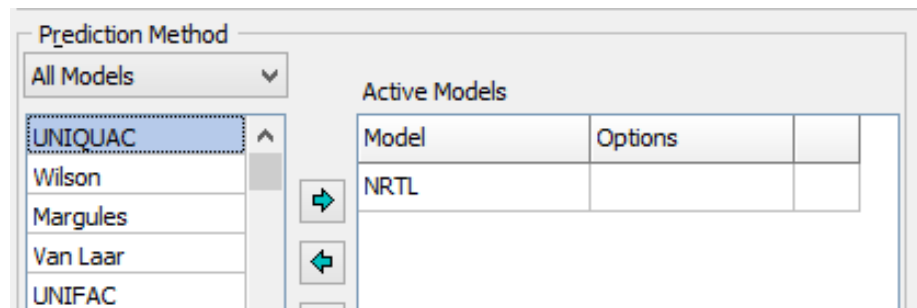 Prediction Method
All Models
Active Models
UNIQUAC
Wilson
Margules
Van Laar
UNIFAC
Model Options
NRTL